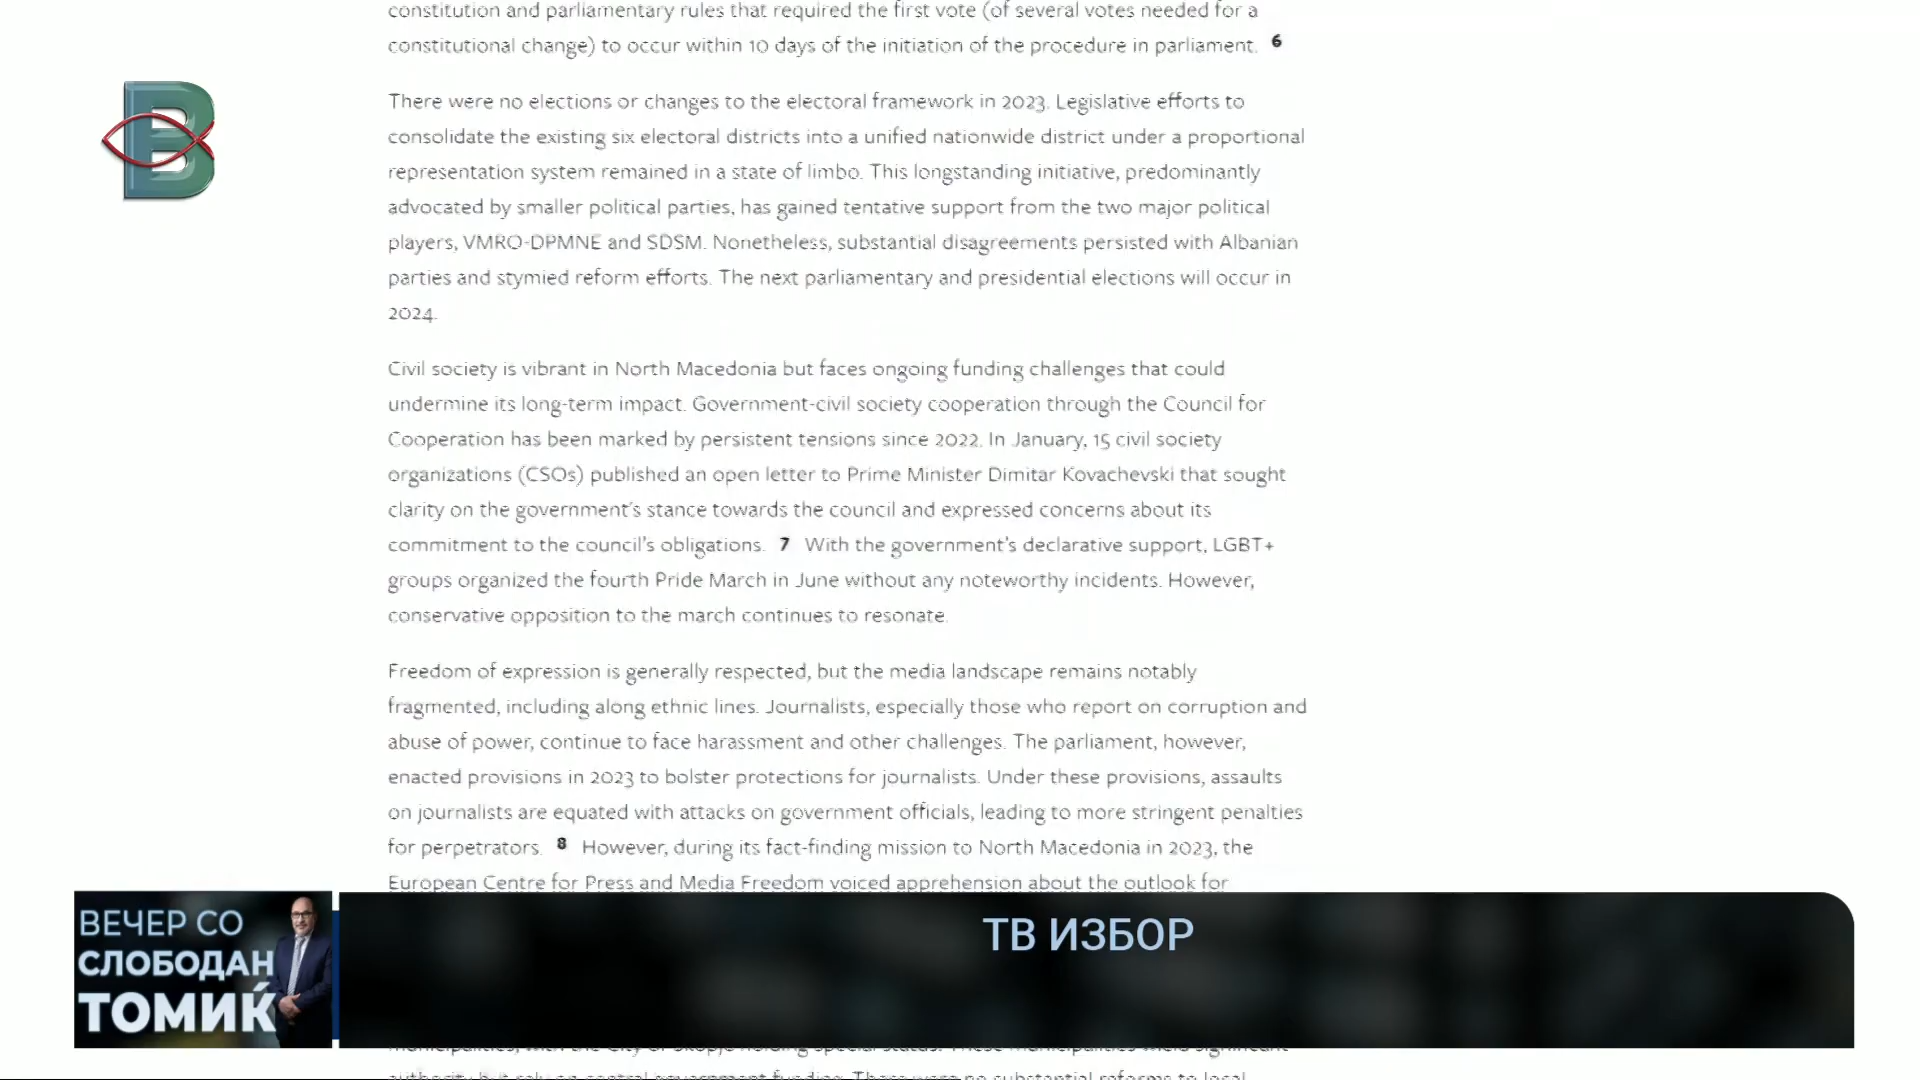 constitution and parliamentary rules that required the first vote (of several votes needed for a
constitutional change) to occur within 10 days of the initiation of the procedure in parliament. 6
There were no elections or changes to the electoral framework in 2023. Legislative efforts to
consolidate the existing six electoral districts into a unified nationwide district under a proportional
representation system remained in a state of limbo. This longstanding initiative, predominantly
advocated by smaller political parties, has gained tentative support from the two major political
players, VMRO-DPMNE and SDSM. Nonetheless, substantial disagreements persisted with Albanian
parties and stymied reform efforts. The next parliamentary and presidential elections will occur in
2024.
Civil society is vibrant in North Macedonia but faces ongoing funding challenges that could
undermine its long-term impact. Government-civil society cooperation through the Council for
Cooperation has been marked by persistent tensions since 2022. In January, 15 civil society
organizations (CSOs) published an open letter to Prime Minister Dimitar Kovachevski that sought
clarity on the government's stance towards the council and expressed concerns about its
commitment to the council's obligations. 7 With the government's declarative support, LGBT+
groups organized the fourth Pride March in June without any noteworthy incidents. However,
conservative opposition to the march continues to resonate.
Freedom of expression is generally respected, but the media landscape remains notably
fragmented, including along ethnic lines. Journalists, especially those who report on corruption and
abuse of power, continue to face harassment and other challenges. The parliament, however,
enacted provisions in 2023 to bolster protections for journalists. Under these provisions, assaults
on journalists are equated with attacks on government officials, leading to more stringent penalties
for perpetrators. 8 However, during its fact-finding mission to North Macedonia in 2023, the
European Centre for Press and Media Freedom voiced apprehension about the outlook for
В
ВЕЧЕР СО
СЛОБОДАН
ТОМИЌ
ТВ ИЗБОР